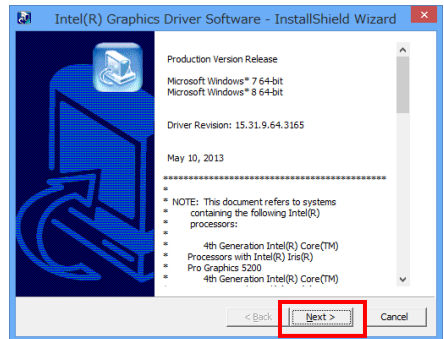 Intel(R) Graphics Driver Software - InstallShield Wizard
Production Version Release
Microsoft Windows* 7 64-bit
Microsoft Windows* 8 64-bit
Driver Revision: 15.31.9.64.3165
May 10, 2013
********************************************
*
* NOTE: This document refers to systems
* containing the following Intel(R)
* processors:
*
* 4th Generation Intel(R) Core(TM)
* Processors with Intel(R) Iris(R)
* Pro Graphics 5200
* 4th Generation Intel(R) Core(TM)
< Back Next > Cancel